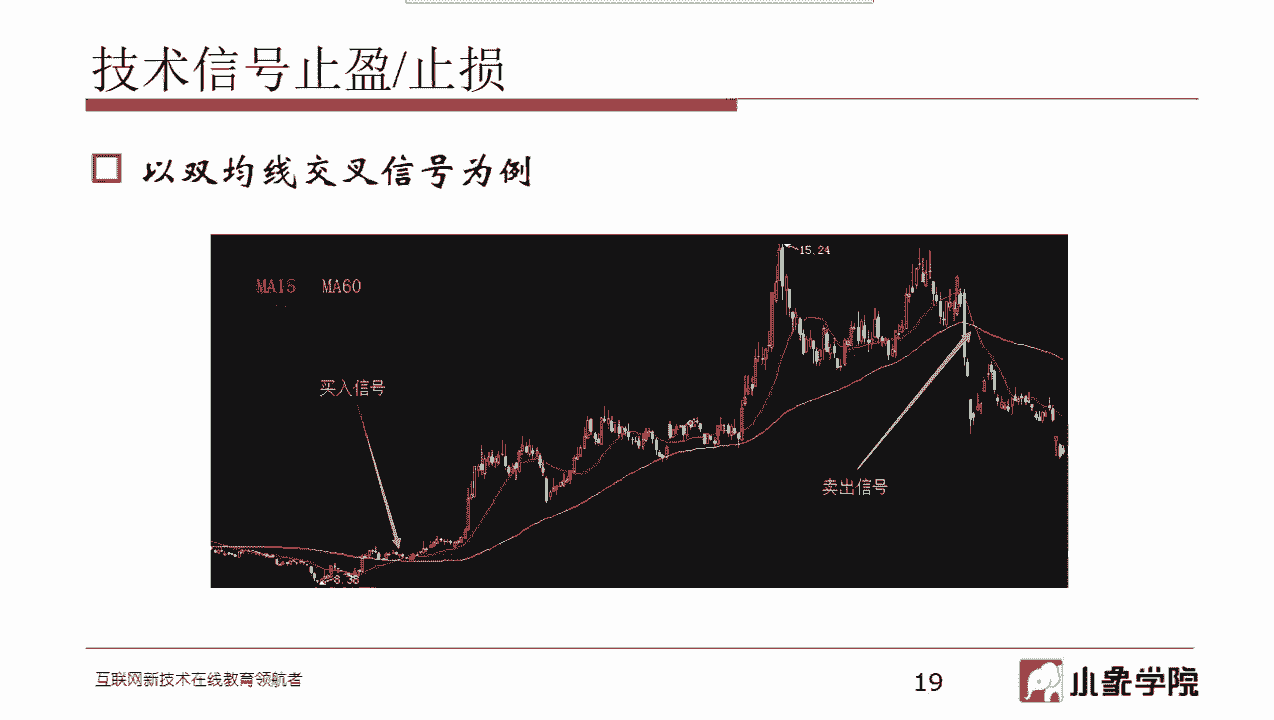 技术信号止盈/止损
以双均线交叉信号为例
15.24
MA15 MA60
买入信号
卖出信号
互联网新技术在线教育领航者
19
小象学院